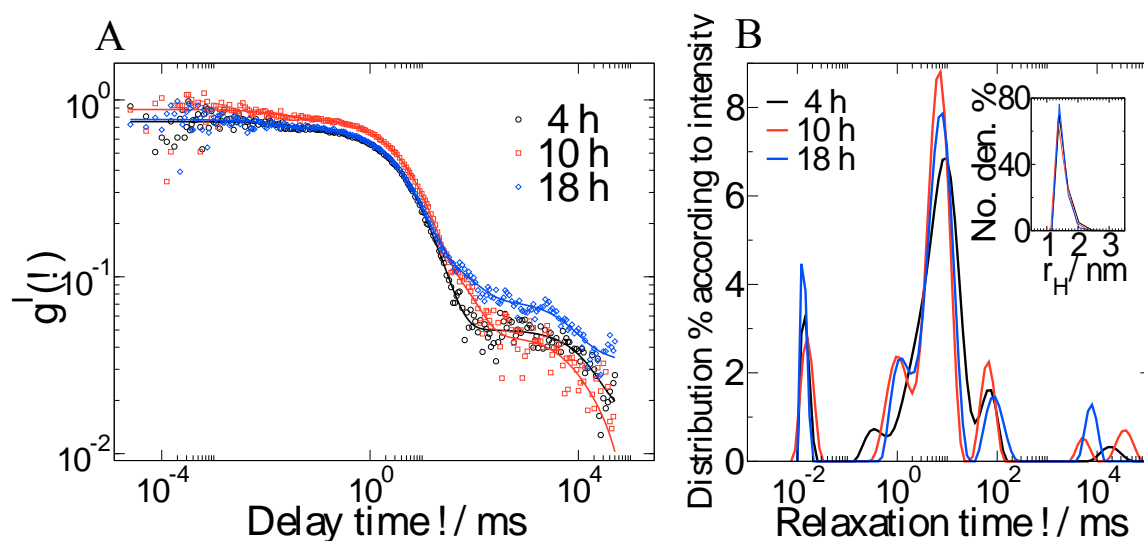 A
g^I(!)
10^0
10^-1
10^-2
4 h
10 h
18 h
10^-4
10^0
10^4
Delay time ! / ms
B
Distribution % according to intensity
8
6
4
2
0
4 h
10 h
18 h
No. den. %
80
40
0
1 2 3
r_H / nm
10^-2
10^0
10^2
10^4
Relaxation time ! / ms